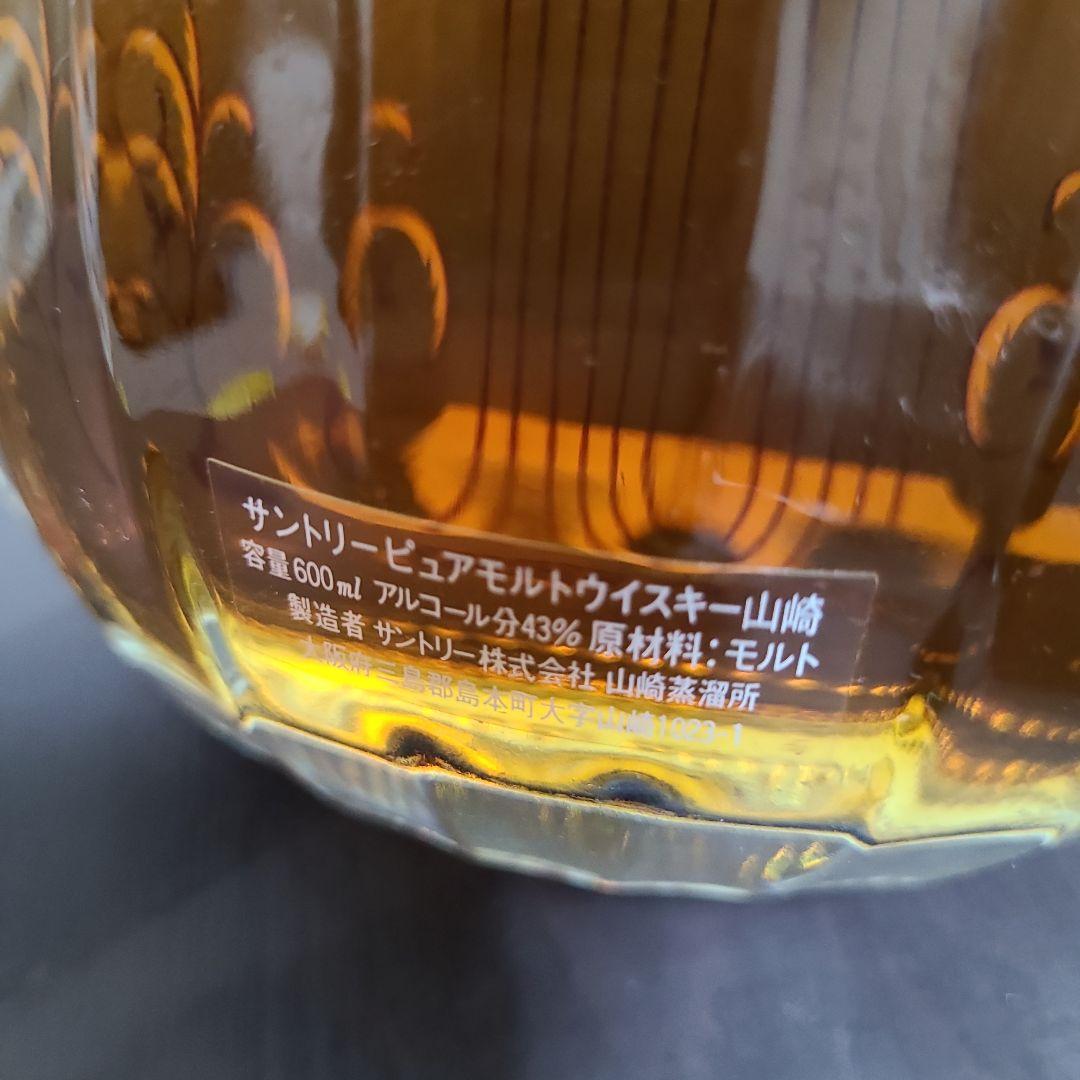 サントリーピュアモルトウイスキー山崎
容量600ml アルコール分43% 原材料:モルト
製造者 サントリー株式会社 山崎蒸溜所
大阪府三島郡島本町大字山崎1023-1